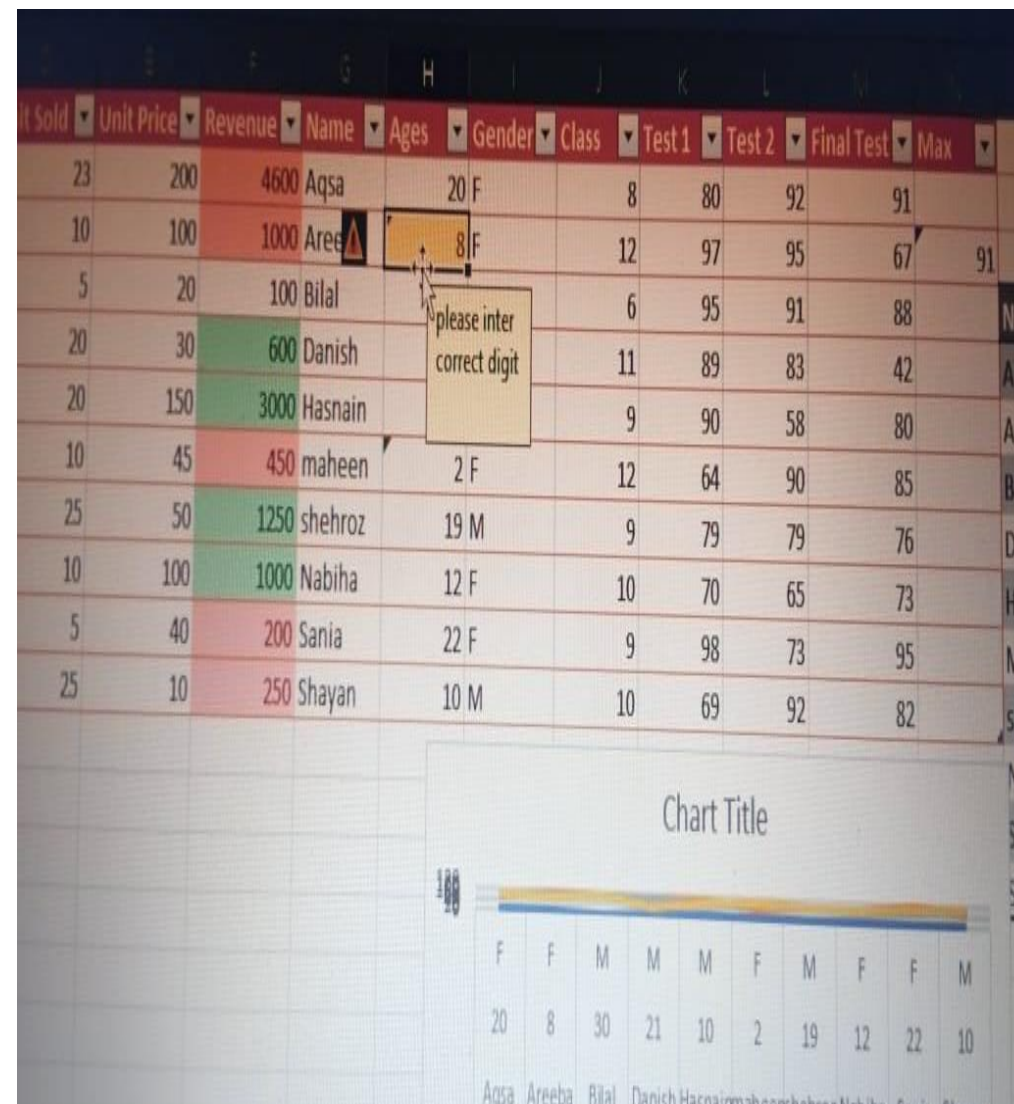 E F G H I J K L M
it Sold Unit Price Revenue Name Ages Gender Class Test 1 Test 2 Final Test Max
23 200 4600 Aqsa 20 F 8 80 92 91
10 100 1000 Aree 8 F 12 97 95 67 91
5 20 100 Bilal 6 95 91 88
please inter
correct digit
20 30 600 Danish 11 89 83 42
20 150 3000 Hasnain 9 90 58 80
10 45 450 maheen 2 F 12 64 90 85
25 50 1250 shehroz 19 M 9 79 79 76
10 100 1000 Nabiha 12 F 10 70 65 73
5 40 200 Sania 22 F 9 98 73 95
25 10 250 Shayan 10 M 10 69 92 82
Chart Title
F F M M M F M F F M
20 8 30 21 10 2 19 12 22 10
Aqsa Areeba Bilal Danish